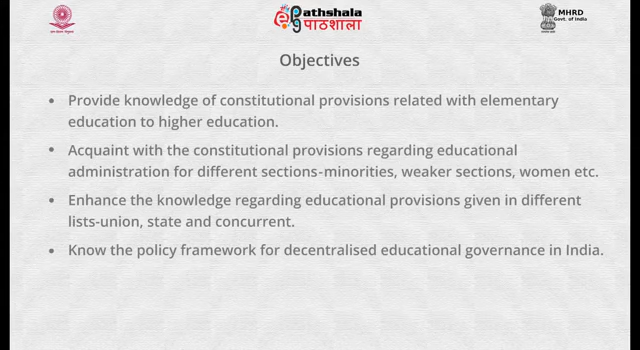 Pathshala
पाठशाला
MHRD
Govt. of India
Objectives
• Provide knowledge of constitutional provisions related with elementary
education to higher education.
• Acquaint with the constitutional provisions regarding educational
administration for different sections-minorities, weaker sections, women etc.
• Enhance the knowledge regarding educational provisions given in different
lists-union, state and concurrent.
• Know the policy framework for decentralised educational governance in India.